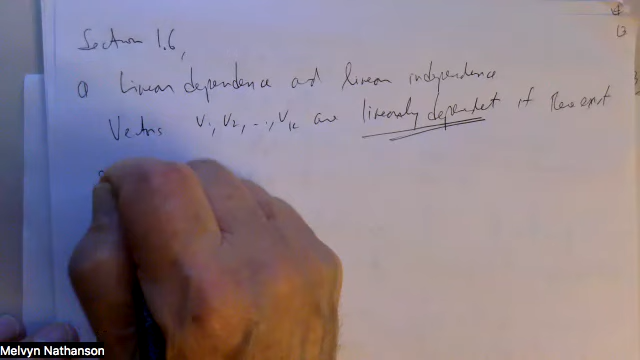 Section 1.6,
Linear dependence and linear independence
Vectors v₁, v₂, ..., vₖ are linearly dependent if there exist
Melvyn Nathanson